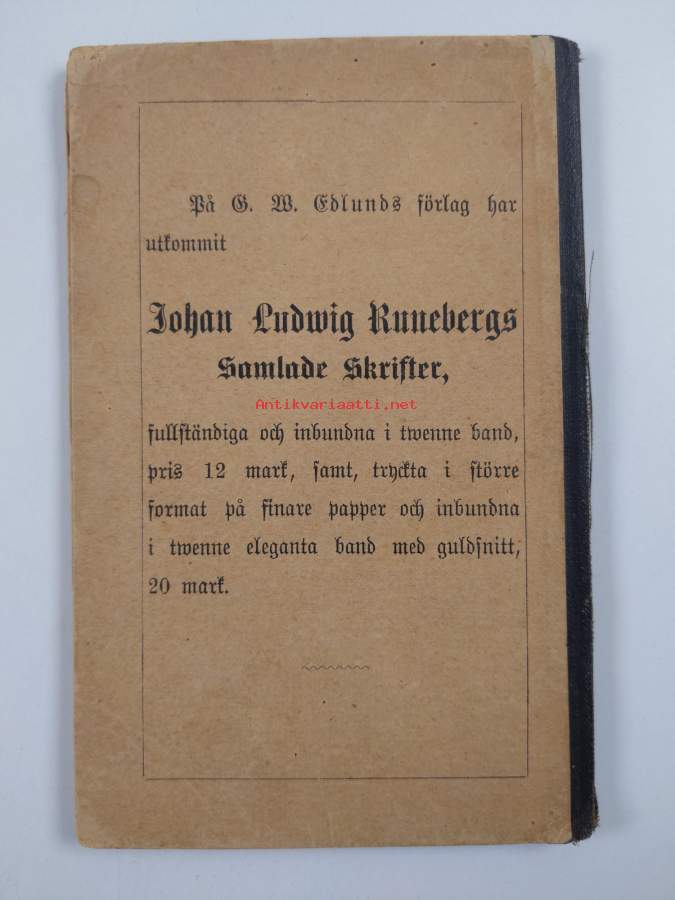 På G. W. Edlunds förlag har
utkommit
Johan Ludwig Runebergs
Samlade Skrifter,
Antikvariaatti.net
fullständiga och inbundna i twenne band,
pris 12 mark, samt, tryckta i större
format på finare papper och inbundna
i twenne eleganta band med guldsnitt,
20 mark.